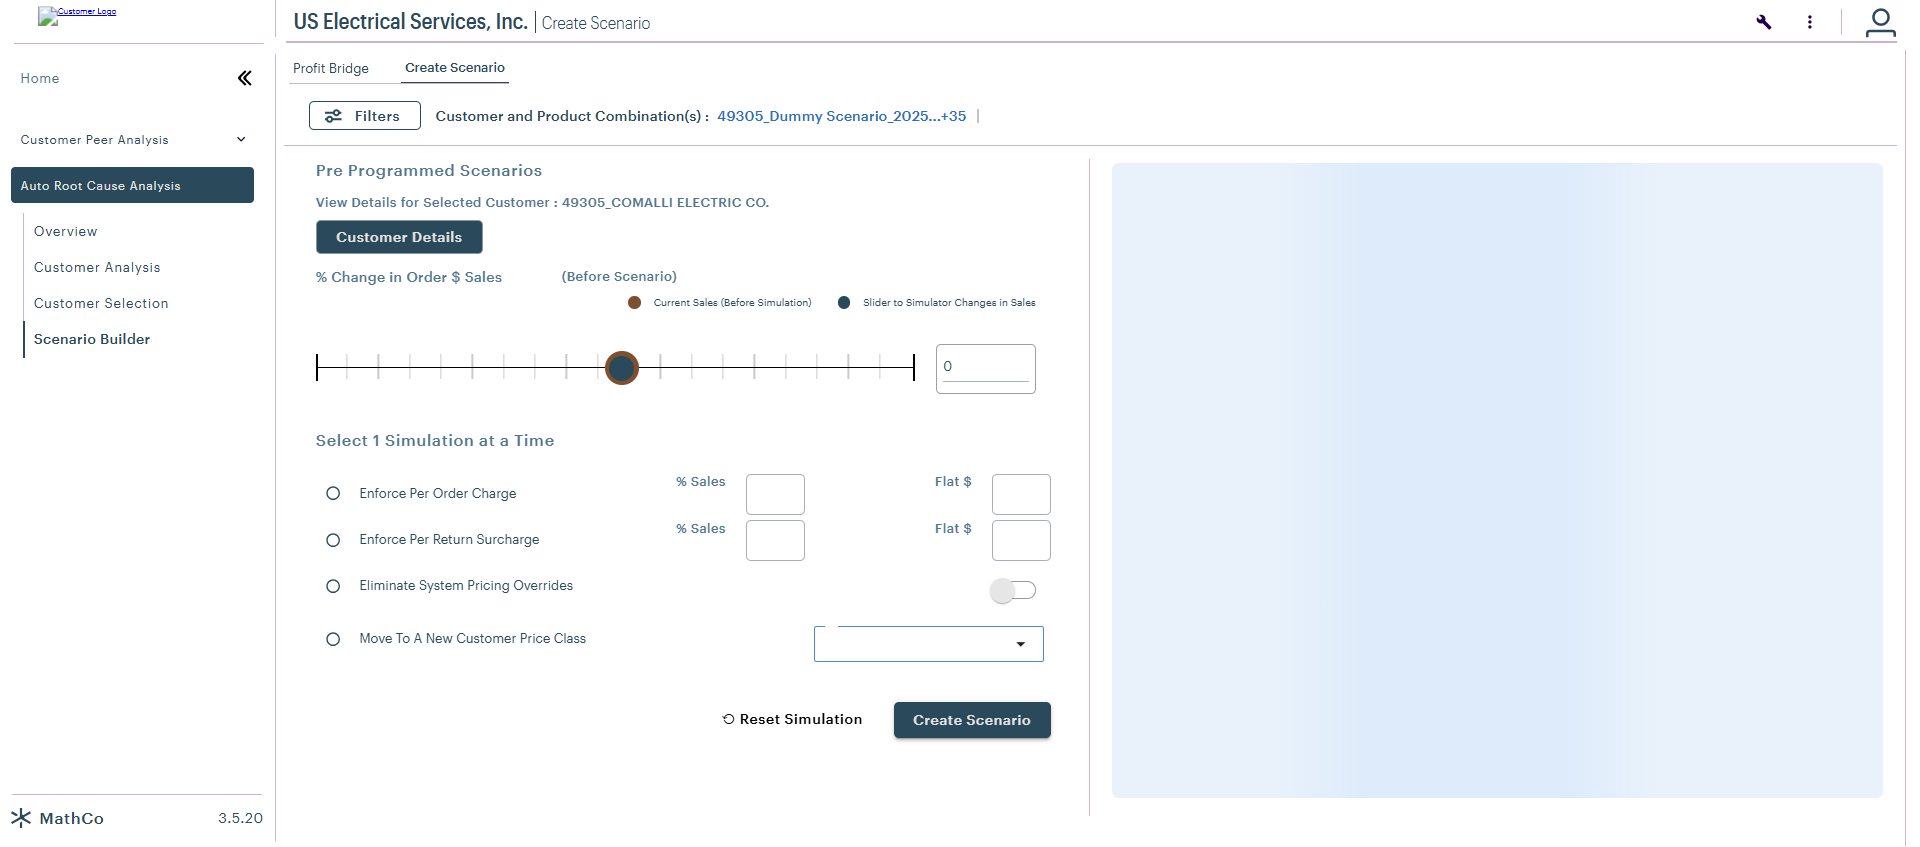 Customer Logo
US Electrical Services, Inc. | Create Scenario
Home
Customer Peer Analysis
Auto Root Cause Analysis
Overview
Customer Analysis
Customer Selection
Scenario Builder
MathCo
3.5.20
Profit Bridge
Create Scenario
Filters
Customer and Product Combination(s) : 49305_Dummy Scenario_2025...+35 |
Pre Programmed Scenarios
View Details for Selected Customer : 49305_COMALLI ELECTRIC CO.
Customer Details
% Change in Order $ Sales
(Before Scenario)
Current Sales (Before Simulation)
Slider to Simulator Changes in Sales
0
Select 1 Simulation at a Time
Enforce Per Order Charge
% Sales
Flat $
Enforce Per Return Surcharge
% Sales
Flat $
Eliminate System Pricing Overrides
Move To A New Customer Price Class
Reset Simulation
Create Scenario